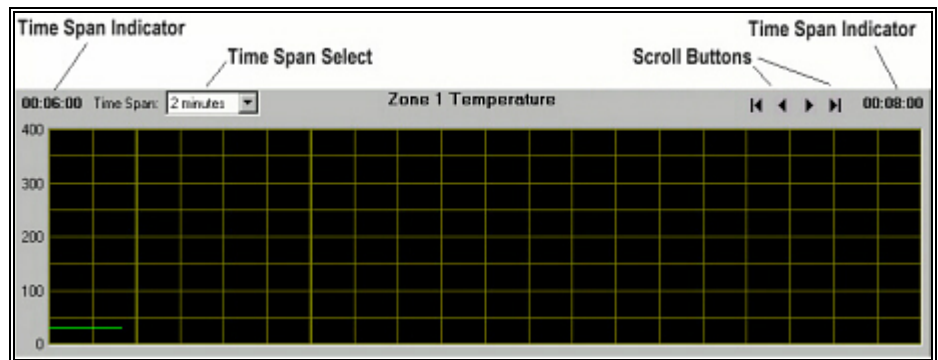 Time Span Indicator
Time Span Indicator
Time Span Select
Scroll Buttons
00:06:00 Time Span: 2 minutes Zone 1 Temperature 00:08:00
400
300
200
100
0